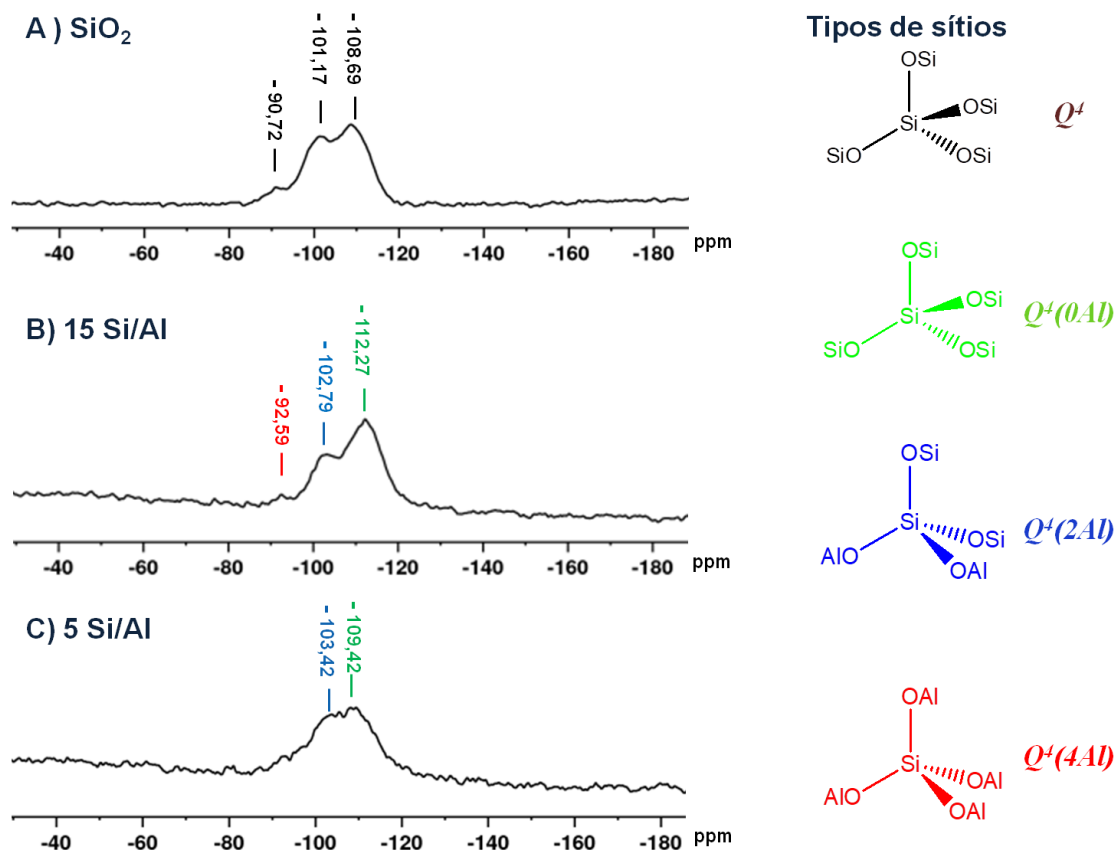 A ) SiO₂
- 90,72
- 101,17
- 108,69
-40 -60 -80 -100 -120 -140 -160 -180 ppm
B) 15 Si/Al
- 92,59
- 102,79
- 112,27
-40 -60 -80 -100 -120 -140 -160 -180 ppm
C) 5 Si/Al
- 103,42
- 109,42
-40 -60 -80 -100 -120 -140 -160 -180 ppm
Tipos de sítios
OSi
OSi
Si
SiO
OSi
Q⁴
OSi
OSi
Si
SiO
OSi
Q⁴(0Al)
OSi
Si
OSi
AlO
OAl
Q⁴(2Al)
OAl
Si
OAl
AlO
OAl
Q⁴(4Al)